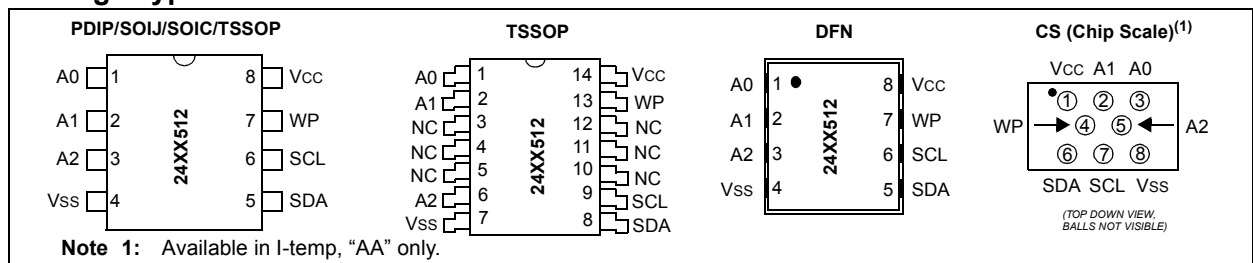 PDIP/SOIJ/SOIC/TSSOP
A0 1 8 VCC
A1 2 7 WP
A2 3 6 SCL
VSS 4 5 SDA
24XX512
TSSOP
A0 1 14 VCC
A1 2 13 WP
NC 3 12 NC
NC 4 11 NC
NC 5 10 NC
A2 6 9 SCL
VSS 7 8 SDA
24XX512
DFN
A0 1 8 VCC
A1 2 7 WP
A2 3 6 SCL
VSS 4 5 SDA
24XX512
CS (Chip Scale)(1)
VCC A1 A0
1 2 3
WP 4 5 A2
6 7 8
SDA SCL VSS
(TOP DOWN VIEW,
BALLS NOT VISIBLE)
Note 1: Available in I-temp, “AA” only.